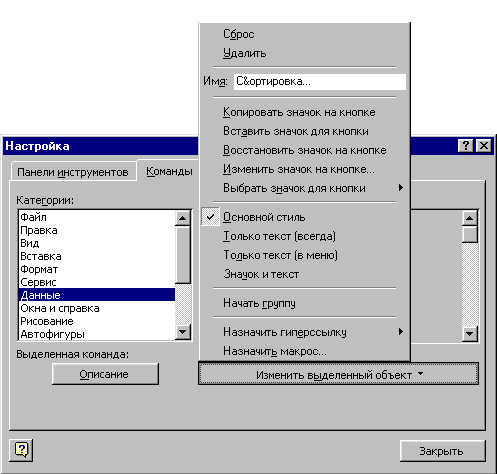 Сброс
Удалить
Имя: С&ортировка...
Копировать значок на кнопке
Вставить значок для кнопки
Восстановить значок на кнопке
Изменить значок на кнопке...
Выбрать значок для кнопки
Основной стиль
Только текст (всегда)
Только текст (в меню)
Значок и текст
Начать группу
Назначить гиперссылку
Назначить макрос...
Настройка
Панели инструментов Команды
Категории:
Файл
Правка
Вид
Вставка
Формат
Сервис
Данные
Окна и справка
Рисование
Автофигуры
Выделенная команда:
Описание Изменить выделенный объект
Закрыть